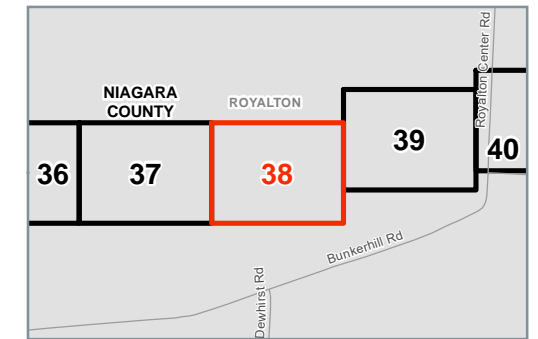 Royalton Center Rd
NIAGARA
COUNTY
ROYALTON
39
40
36
37
38
Bunkerhill Rd
Dewhirst Rd